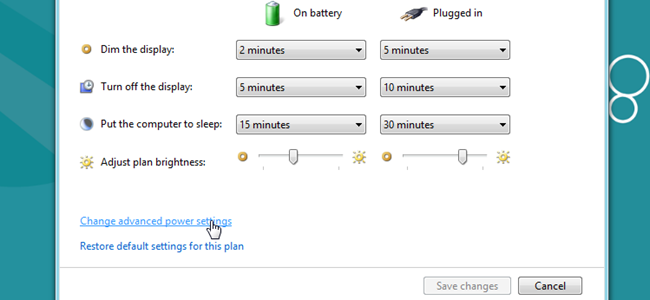 On battery Plugged in
Dim the display: 2 minutes 5 minutes
Turn off the display: 5 minutes 10 minutes
Put the computer to sleep: 15 minutes 30 minutes
Adjust plan brightness:
Change advanced power settings
Restore default settings for this plan
Save changes Cancel